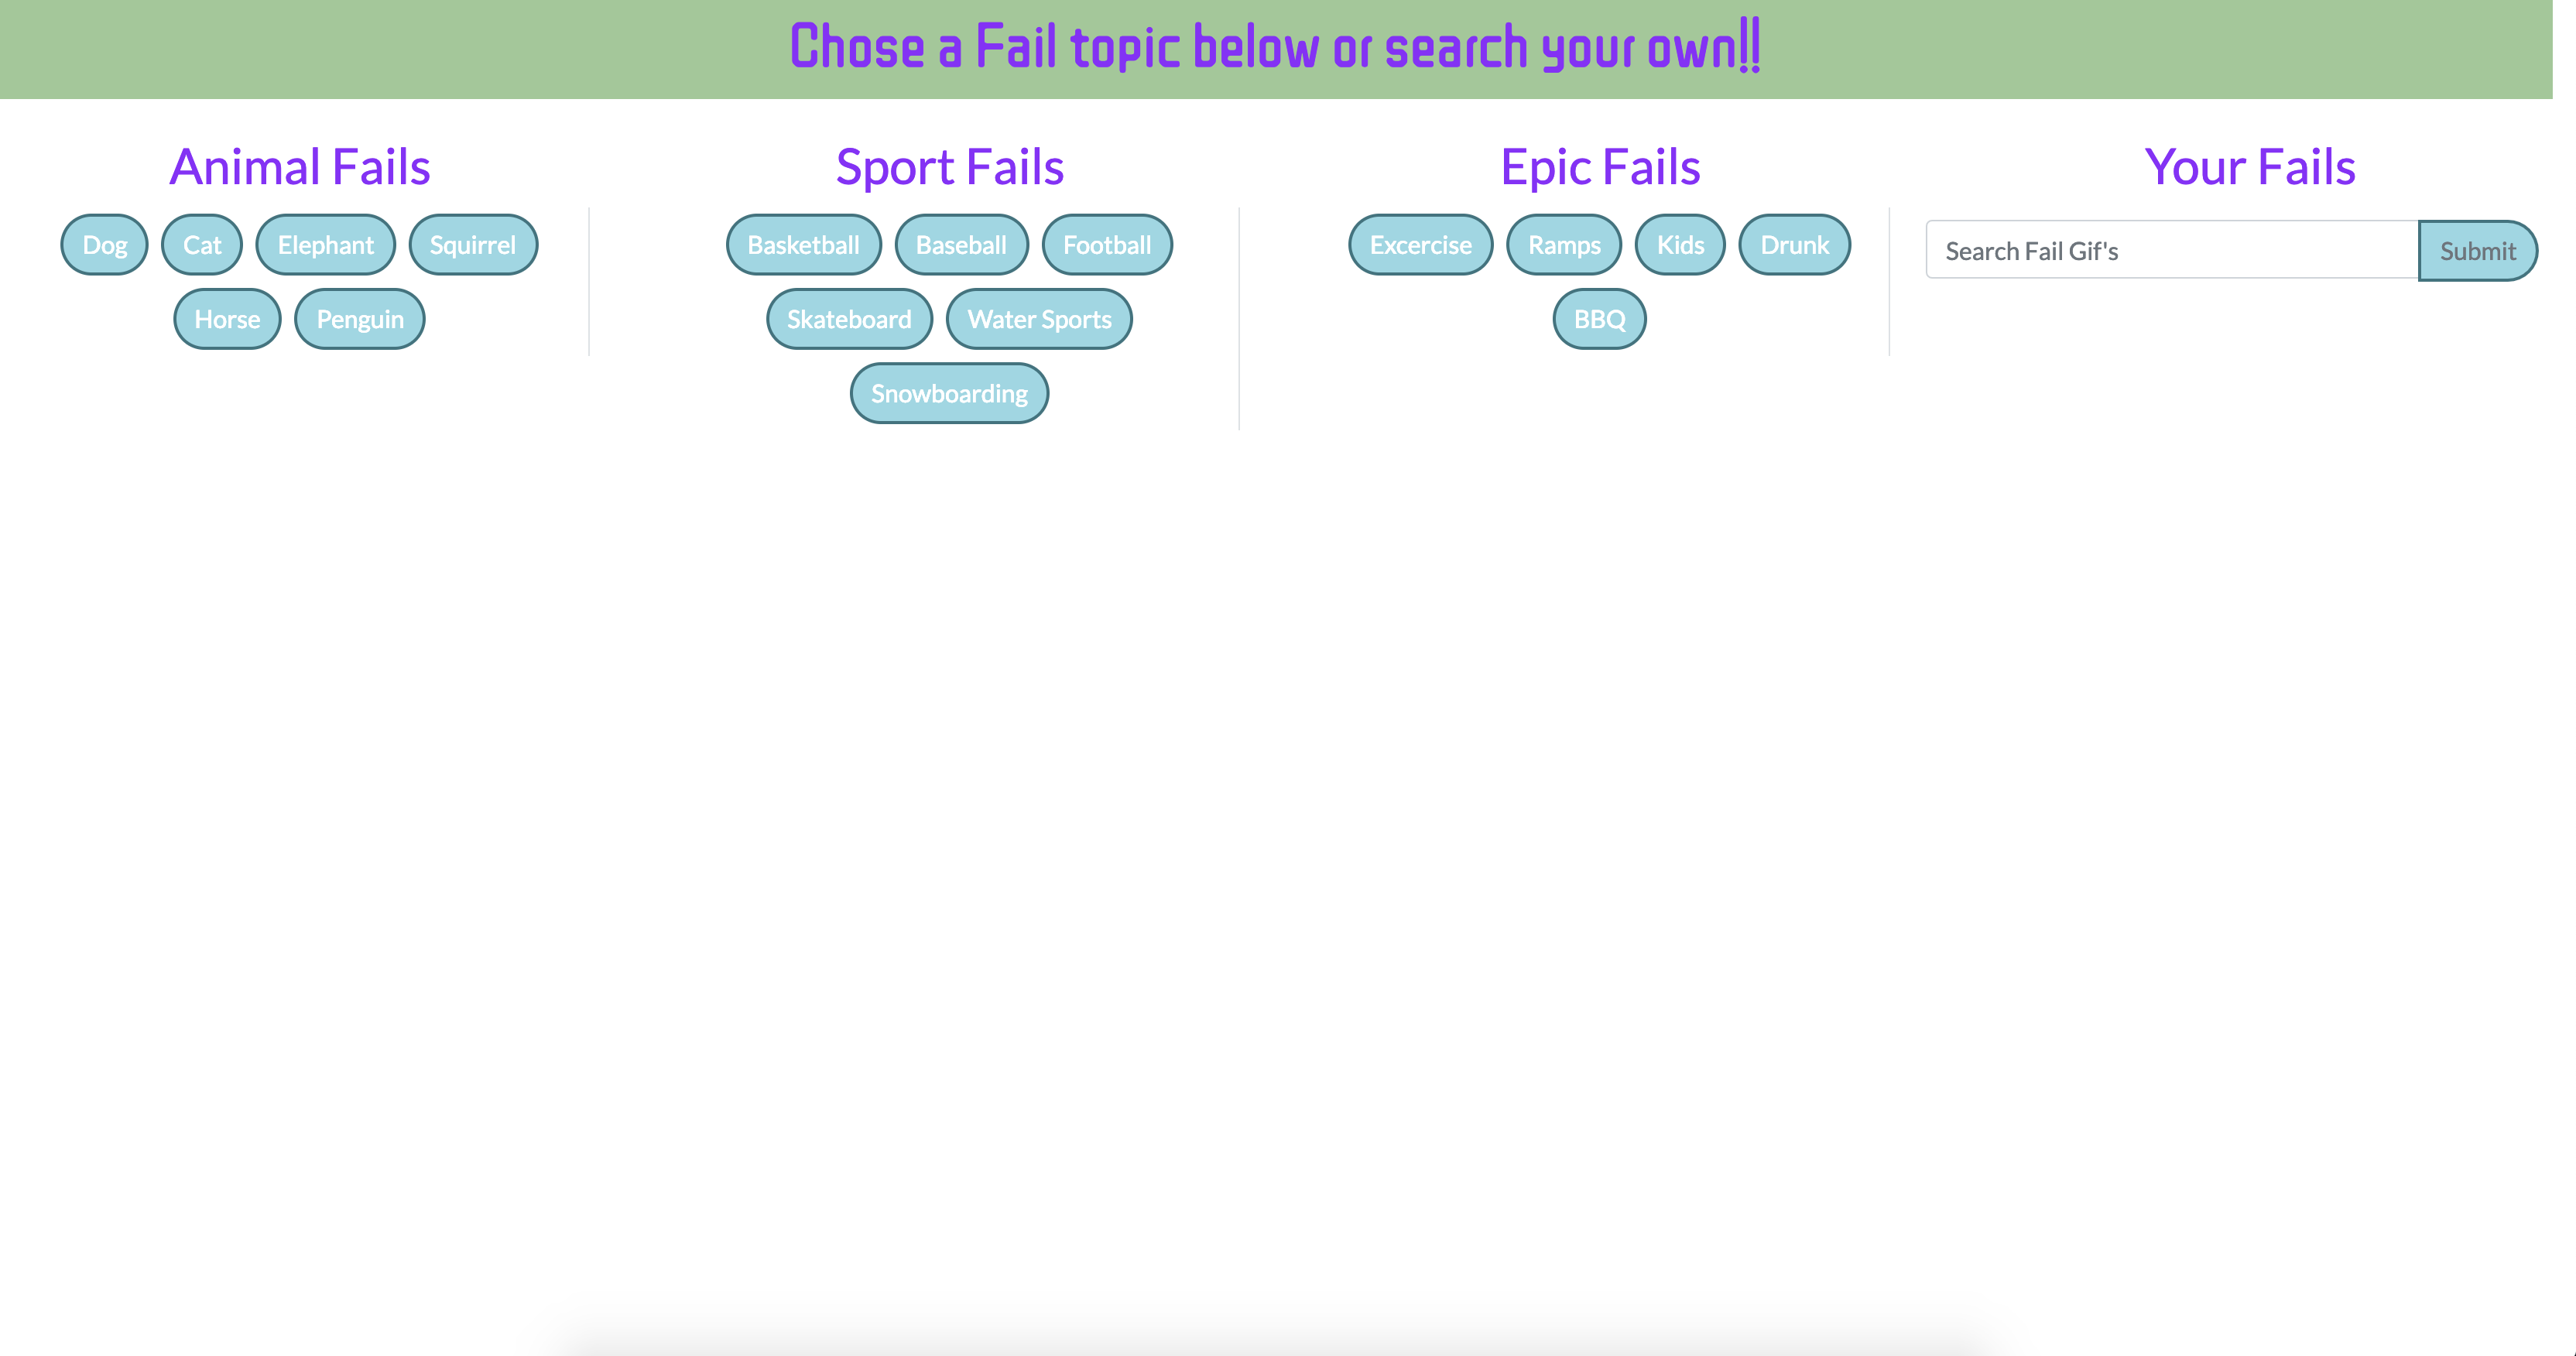 Chose a Fail topic below or search your own!!
Animal Fails
Dog Cat Elephant Squirrel
Horse Penguin
Sport Fails
Basketball Baseball Football
Skateboard Water Sports
Snowboarding
Epic Fails
Excercise Ramps Kids Drunk
BBQ
Your Fails
Search Fail Gif's Submit